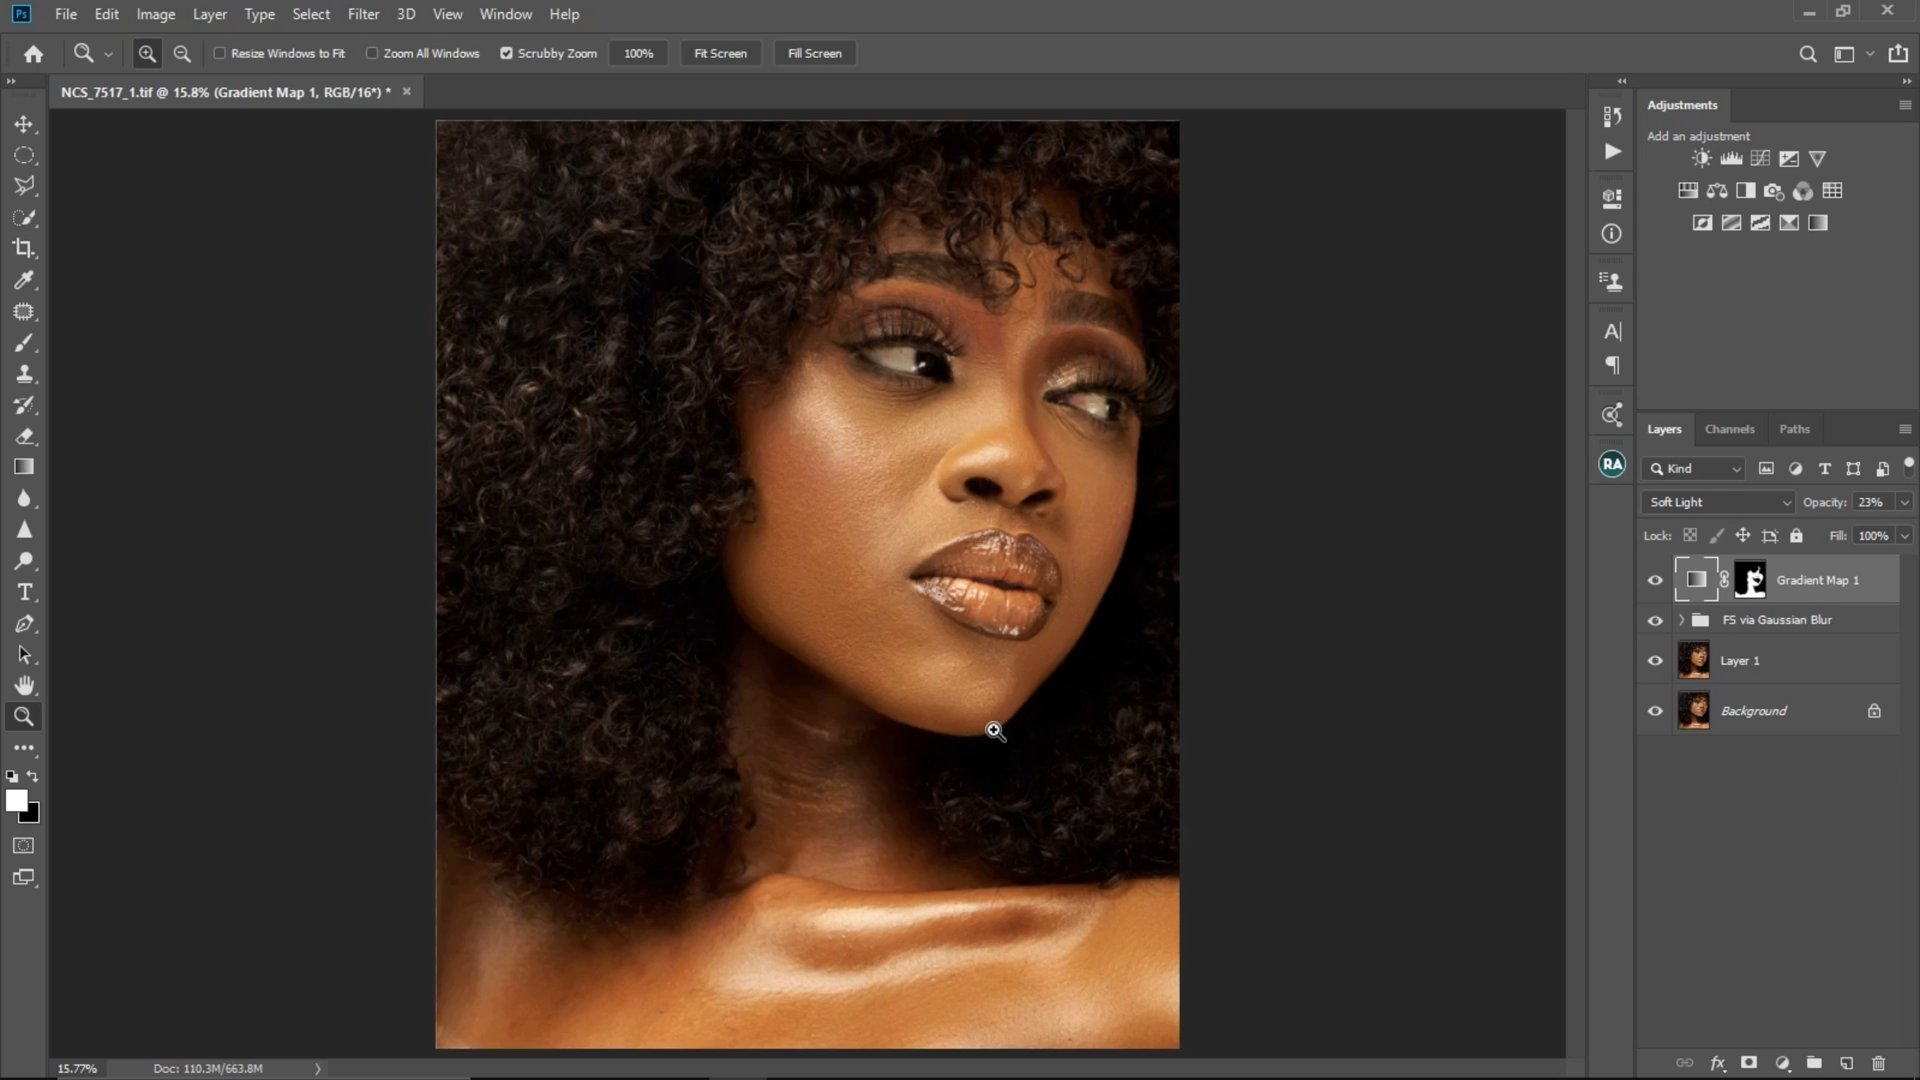 Ps File Edit Image Layer Type Select Filter 3D View Window Help
Resize Windows to Fit Zoom All Windows Scrubby Zoom 100% Fit Screen Fill Screen
NCS_7517_1.tif @ 15.8% (Gradient Map 1, RGB/16*) *
Adjustments
Add an adjustment
RA
Layers Channels Paths
Kind
Soft Light Opacity: 23%
Lock: Fill: 100%
Gradient Map 1
FS via Gaussian Blur
Layer 1
Background
fx
15.77% Doc: 110.3M/663.8M